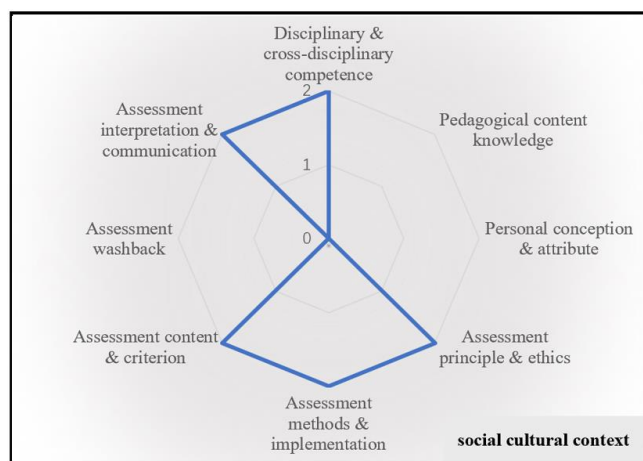 Disciplinary &
cross-disciplinary
competence
2
Assessment
interpretation &
communication
Pedagogical content
knowledge
1
Assessment
washback
0
Personal conception
& attribute
Assessment content
& criterion
Assessment
principle & ethics
Assessment
methods &
implementation
social cultural context